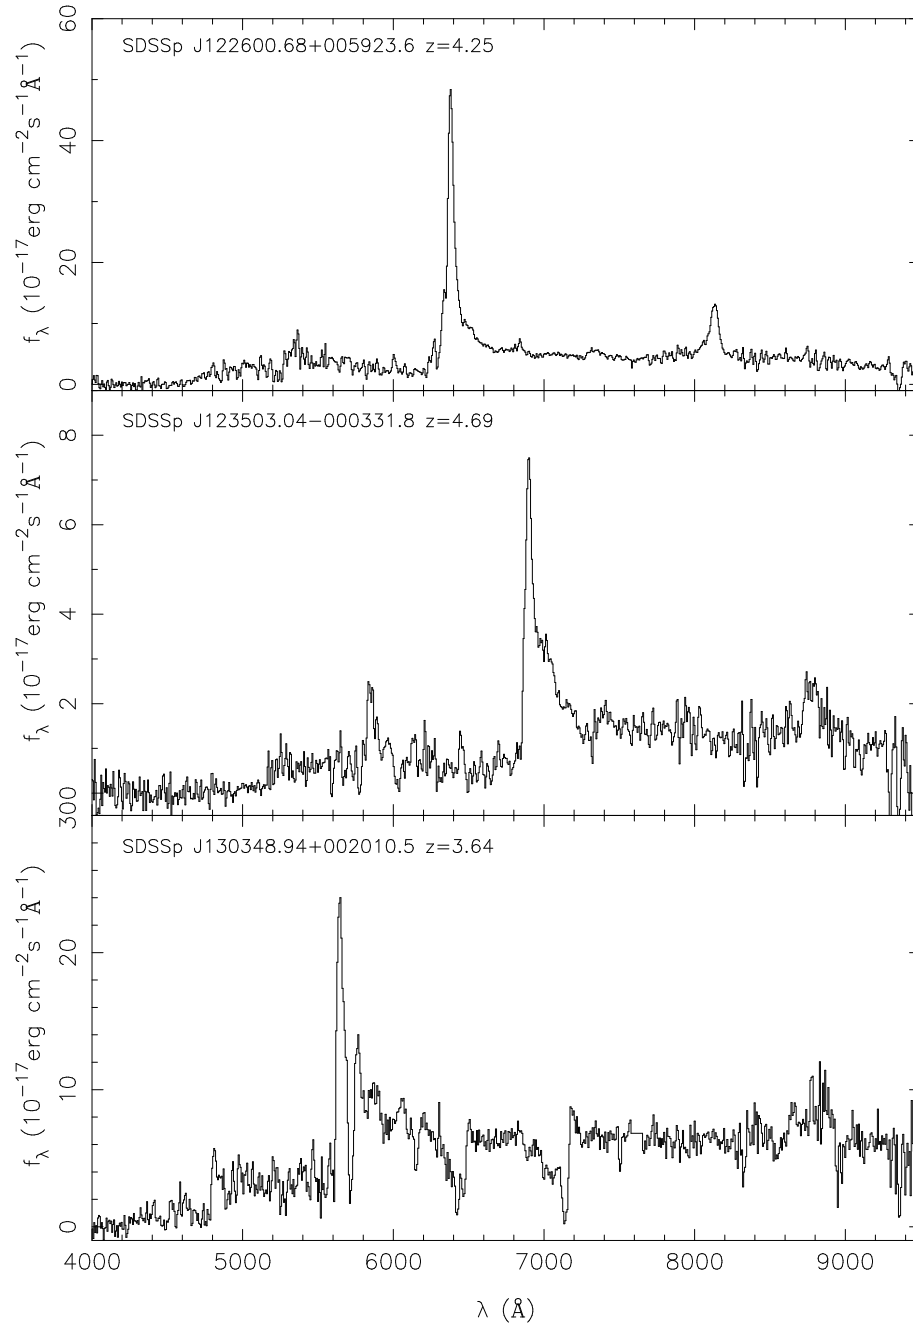 60
SDSSp J122600.68+005923.6 z=4.25
40
20
0
f_λ (10^−17 erg cm^−2 s^−1 Å^−1)
SDSSp J123503.04−000331.8 z=4.69
8
6
4
2
0
f_λ (10^−17 erg cm^−2 s^−1 Å^−1)
30
SDSSp J130348.94+002010.5 z=3.64
20
10
0
f_λ (10^−17 erg cm^−2 s^−1 Å^−1)
4000 5000 6000 7000 8000 9000
λ (Å)